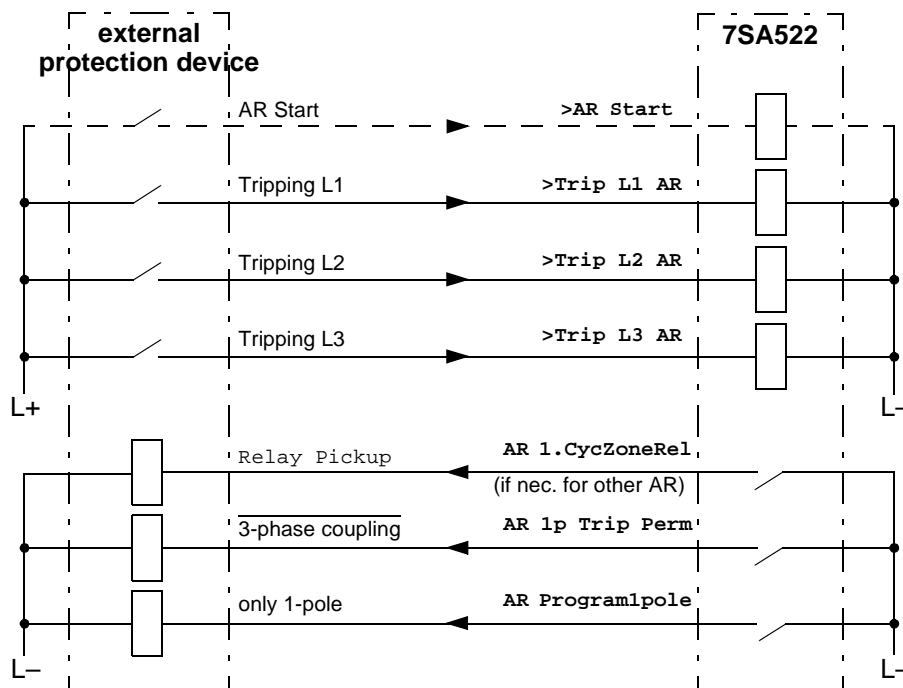 external
protection device
7SA522
AR Start
>AR Start
Tripping L1
>Trip L1 AR
Tripping L2
>Trip L2 AR
Tripping L3
>Trip L3 AR
L+
L–
Relay Pickup
AR 1.CycZoneRel
(if nec. for other AR)
3-phase coupling
AR 1p Trip Perm
only 1-pole
AR Program1pole
L–
L–